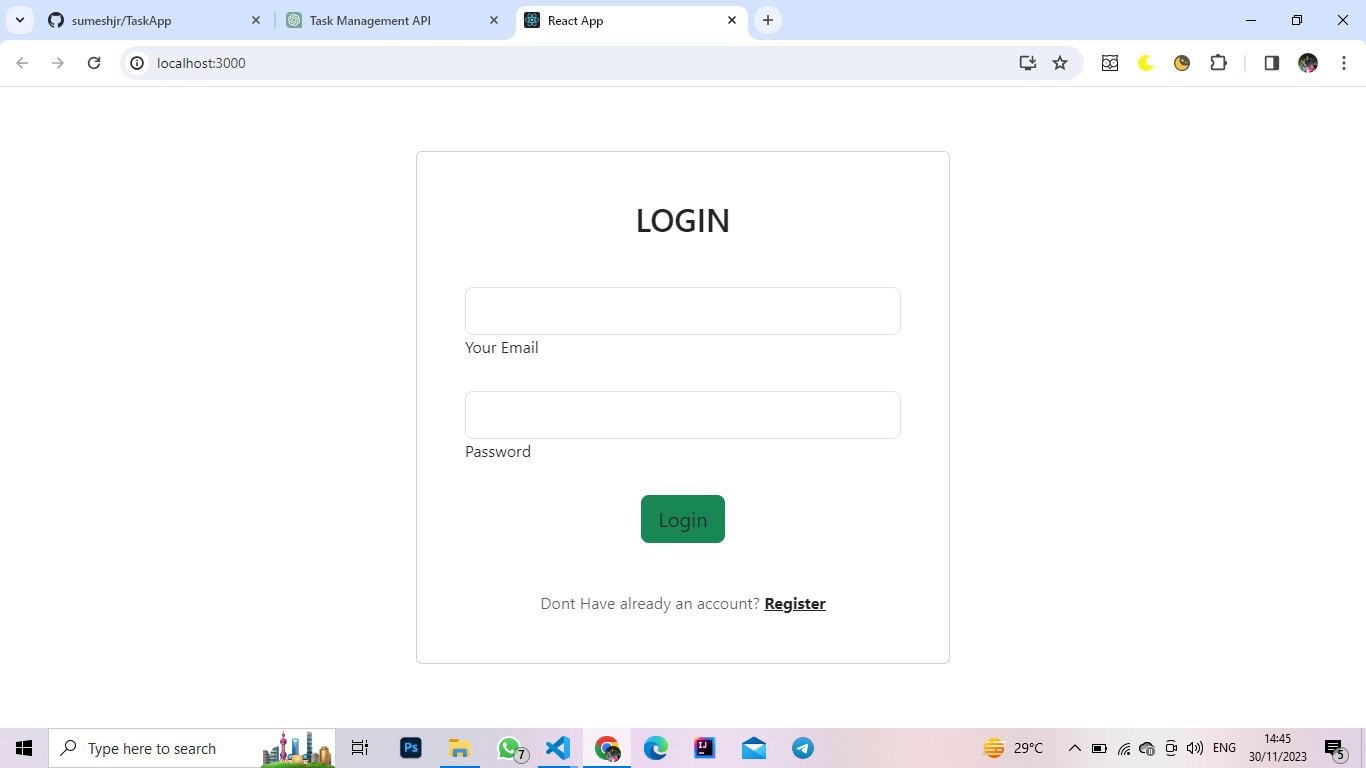 sumeshjr/TaskApp
Task Management API
React App
localhost:3000
LOGIN
Your Email
Password
Login
Dont Have already an account? Register
Type here to search
Ps
7
IJ
29°C
ENG
14:45
30/11/2023
5